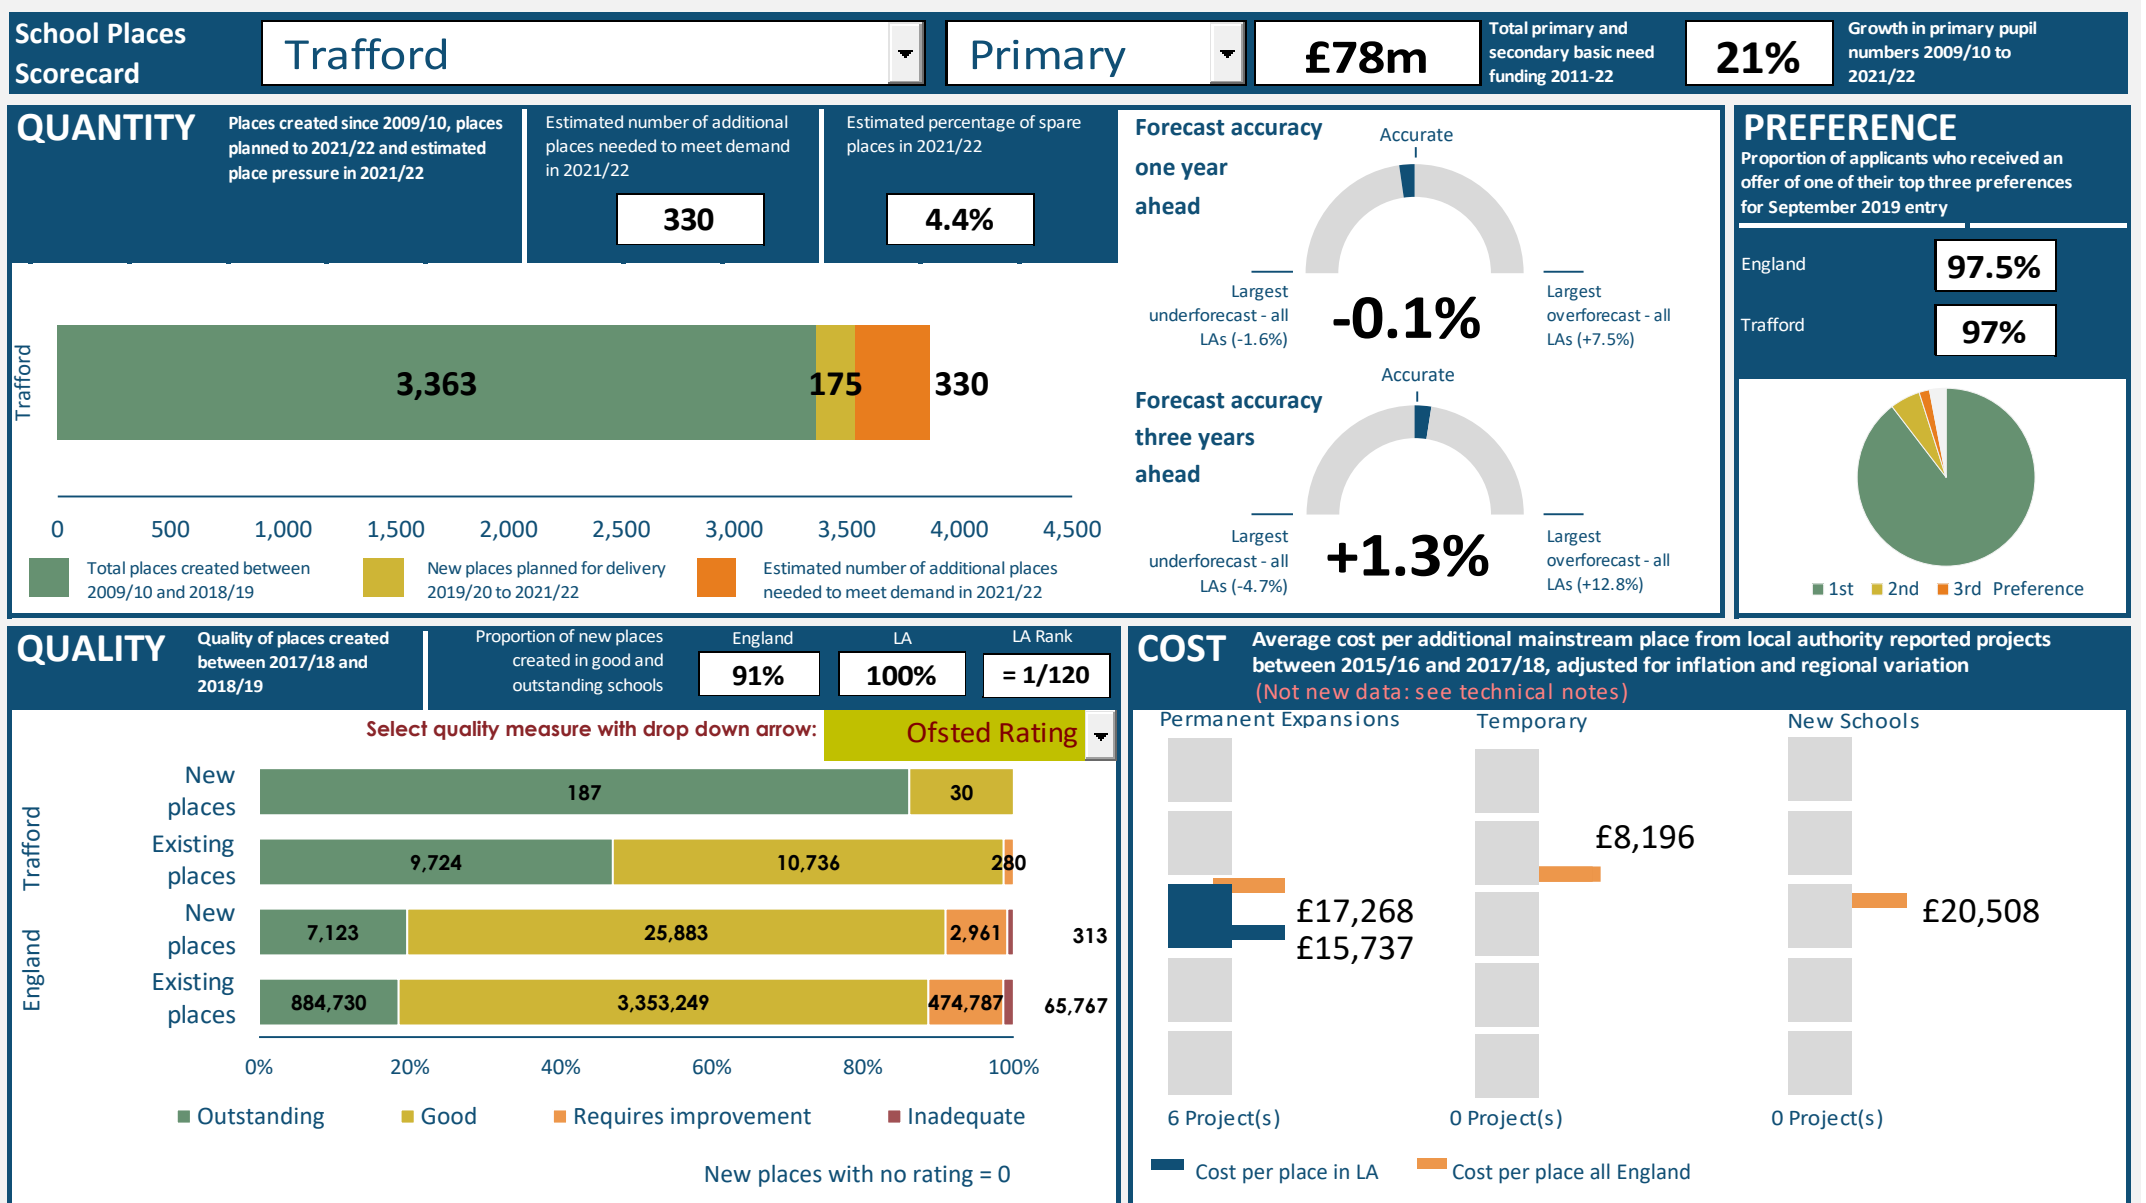 School Places
Scorecard
Trafford
Primary
£78m
Total primary and
secondary basic need
funding 2011-22
21%
Growth in primary pupil
numbers 2009/10 to
2021/22
QUANTITY
Places created since 2009/10, places
planned to 2021/22 and estimated
place pressure in 2021/22
Estimated number of additional
places needed to meet demand
in 2021/22
330
Estimated percentage of spare
places in 2021/22
4.4%
Trafford
3,363
175
330
0 500 1,000 1,500 2,000 2,500 3,000 3,500 4,000 4,500
Total places created between
2009/10 and 2018/19
New places planned for delivery
2019/20 to 2021/22
Estimated number of additional places
needed to meet demand in 2021/22
Forecast accuracy
one year
ahead
Accurate
Largest
underforecast - all
LAs (-1.6%)
-0.1%
Largest
overforecast - all
LAs (+7.5%)
Forecast accuracy
three years
ahead
Accurate
Largest
underforecast - all
LAs (-4.7%)
+1.3%
Largest
overforecast - all
LAs (+12.8%)
PREFERENCE
Proportion of applicants who received an
offer of one of their top three preferences
for September 2019 entry
England
97.5%
Trafford
97%
1st 2nd 3rd Preference
QUALITY
Quality of places created
between 2017/18 and
2018/19
Proportion of new places
created in good and
outstanding schools
England
91%
LA
100%
LA Rank
= 1/120
Select quality measure with drop down arrow:
Ofsted Rating
Trafford
New
places
187 30
Existing
places
9,724 10,736 280
England
New
places
7,123 25,883 2,961 313
Existing
places
884,730 3,353,249 474,787 65,767
0% 20% 40% 60% 80% 100%
Outstanding Good Requires improvement Inadequate
New places with no rating = 0
COST
Average cost per additional mainstream place from local authority reported projects
between 2015/16 and 2017/18, adjusted for inflation and regional variation
(Not new data: see technical notes)
Permanent Expansions
£17,268
£15,737
6 Project(s)
Temporary
£8,196
0 Project(s)
New Schools
£20,508
0 Project(s)
Cost per place in LA
Cost per place all England